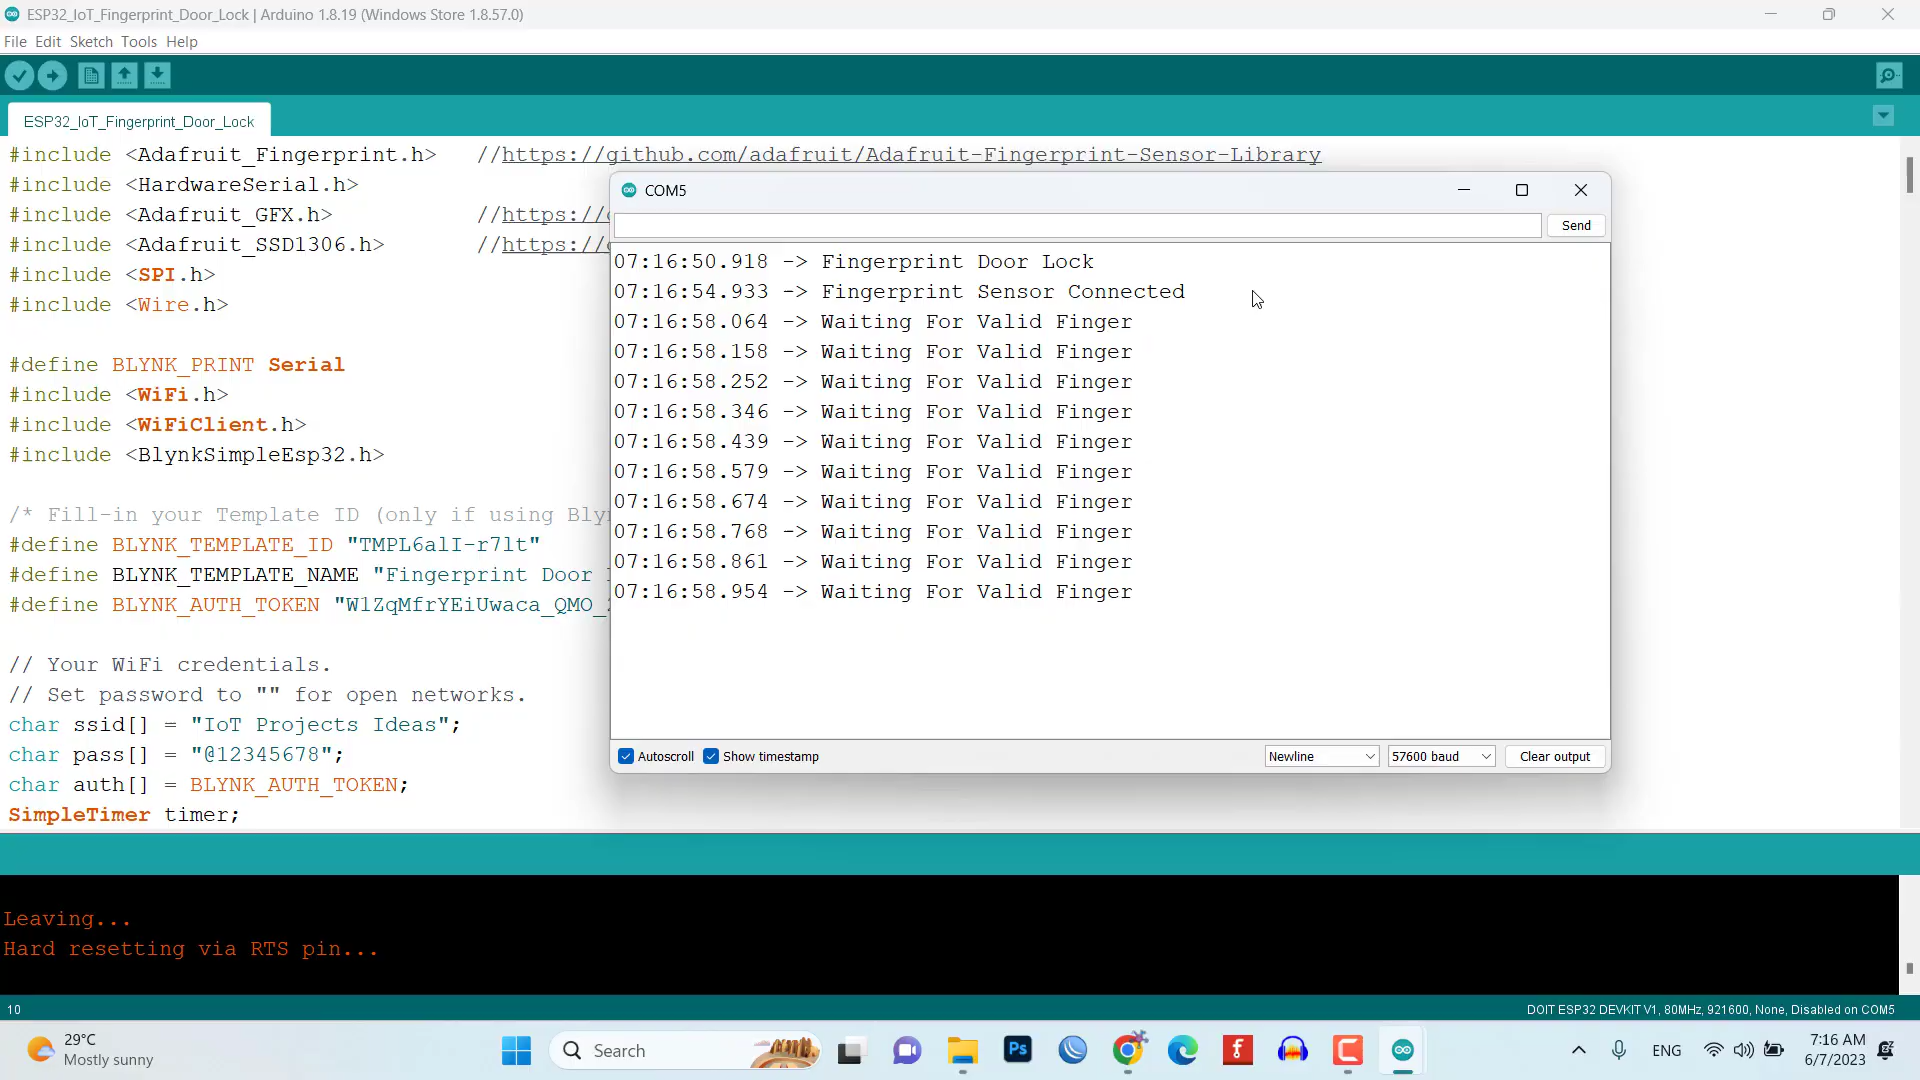 ESP32_IoT_Fingerprint_Door_Lock | Arduino 1.8.19 (Windows Store 1.8.57.0)
File Edit Sketch Tools Help
ESP32_IoT_Fingerprint_Door_Lock
#include <Adafruit_Fingerprint.h> //https://github.com/adafruit/Adafruit-Fingerprint-Sensor-Library
#include <HardwareSerial.h>
#include <Adafruit_GFX.h> //https://
#include <Adafruit_SSD1306.h> //https://
#include <SPI.h>
#include <Wire.h>
#define BLYNK_PRINT Serial
#include <WiFi.h>
#include <WiFiClient.h>
#include <BlynkSimpleEsp32.h>
/* Fill-in your Template ID (only if using Bly
#define BLYNK_TEMPLATE_ID "TMPL6alI-r7lt"
#define BLYNK_TEMPLATE_NAME "Fingerprint Door
#define BLYNK_AUTH_TOKEN "WlZqMfrYEiUwaca_QMO_
// Your WiFi credentials.
// Set password to "" for open networks.
char ssid[] = "IoT Projects Ideas";
char pass[] = "@12345678";
char auth[] = BLYNK_AUTH_TOKEN;
SimpleTimer timer;
COM5
Send
07:16:50.918 -> Fingerprint Door Lock
07:16:54.933 -> Fingerprint Sensor Connected
07:16:58.064 -> Waiting For Valid Finger
07:16:58.158 -> Waiting For Valid Finger
07:16:58.252 -> Waiting For Valid Finger
07:16:58.346 -> Waiting For Valid Finger
07:16:58.439 -> Waiting For Valid Finger
07:16:58.579 -> Waiting For Valid Finger
07:16:58.674 -> Waiting For Valid Finger
07:16:58.768 -> Waiting For Valid Finger
07:16:58.861 -> Waiting For Valid Finger
07:16:58.954 -> Waiting For Valid Finger
Autoscroll Show timestamp Newline 57600 baud Clear output
Leaving...
Hard resetting via RTS pin...
10 DOIT ESP32 DEVKIT V1, 80MHz, 921600, None, Disabled on COM5
29°C
Mostly sunny
Search
Ps
ENG
7:16 AM
6/7/2023